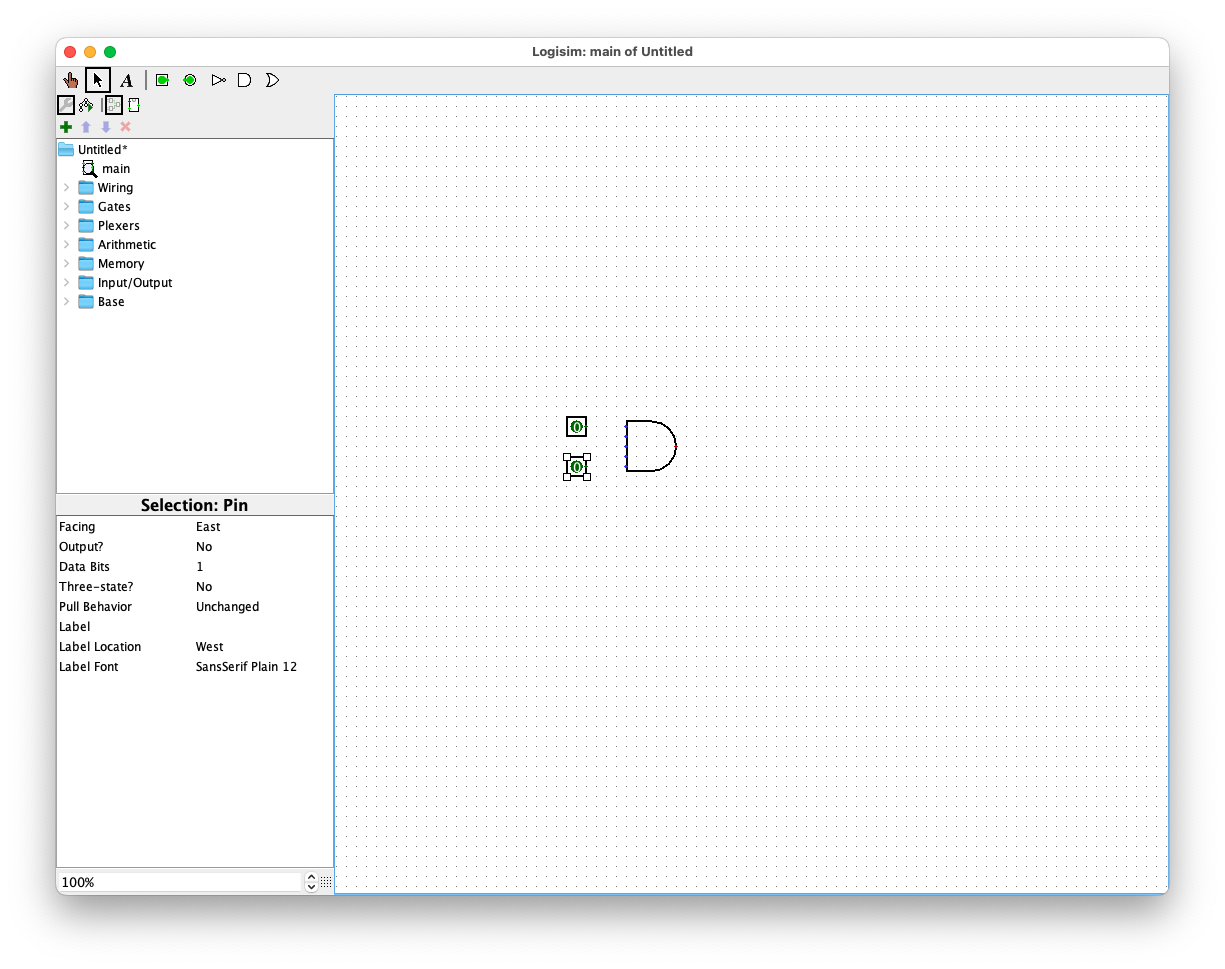 Logisim: main of Untitled
A
Untitled*
main
Wiring
Gates
Plexers
Arithmetic
Memory
Input/Output
Base
0
0
Selection: Pin
Facing East
Output? No
Data Bits 1
Three-state? No
Pull Behavior Unchanged
Label
Label Location West
Label Font SansSerif Plain 12
100%